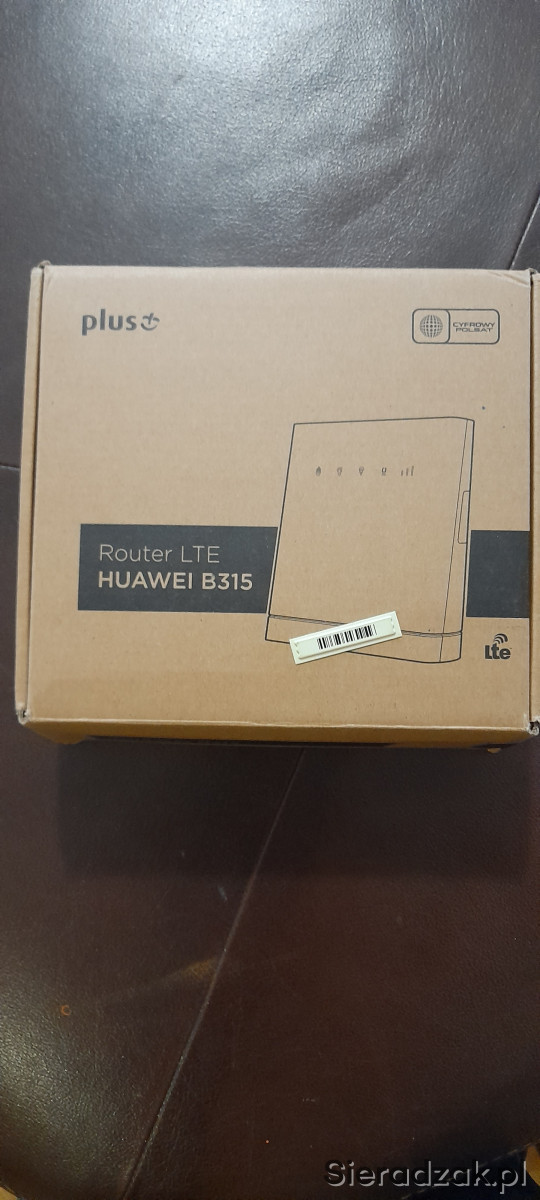 plus
CYFROWY
POLSAT
Router LTE
HUAWEI B315
Lte
Sieradzak.pl